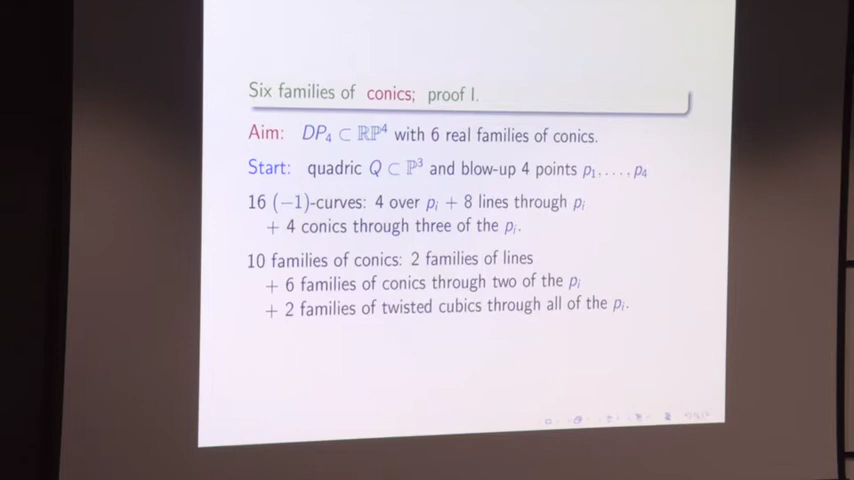 Six families of conics; proof I.
Aim: DP₄ ⊂ ℝℙ⁴ with 6 real families of conics.
Start: quadric Q ⊂ ℙ³ and blow-up 4 points p₁, . . . , p₄
16 (−1)-curves: 4 over pᵢ + 8 lines through pᵢ
+ 4 conics through three of the pᵢ.
10 families of conics: 2 families of lines
+ 6 families of conics through two of the pᵢ
+ 2 families of twisted cubics through all of the pᵢ.